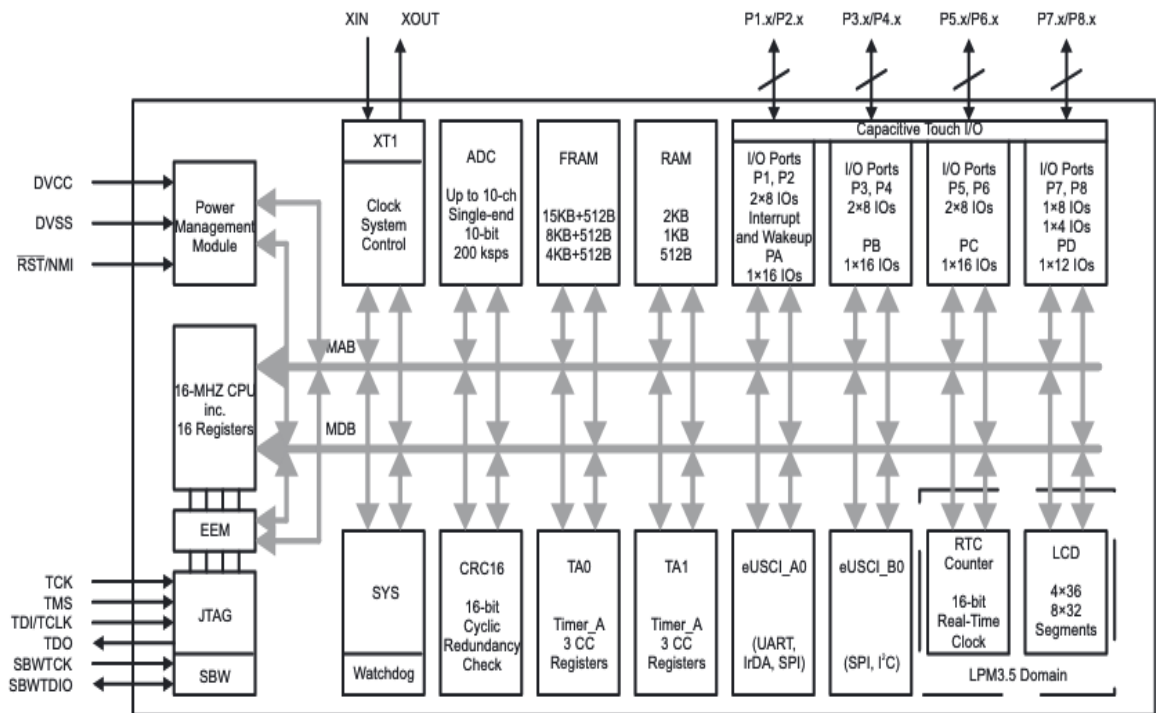 XIN
XOUT
P1.x/P2.x
P3.x/P4.x
P5.x/P6.x
P7.x/P8.x
DVCC
DVSS
RST/NMI
Power
Management
Module
XT1
Clock
System
Control
ADC
Up to 10-ch
Single-end
10-bit
200 ksps
FRAM
15KB+512B
8KB+512B
4KB+512B
RAM
2KB
1KB
512B
Capacitive Touch I/O
I/O Ports
P1, P2
2×8 IOs
Interrupt
and Wakeup
PA
1×16 IOs
I/O Ports
P3, P4
2×8 IOs
PB
1×16 IOs
I/O Ports
P5, P6
2×8 IOs
PC
1×16 IOs
I/O Ports
P7, P8
1×8 IOs
1×4 IOs
PD
1×12 IOs
MAB
MDB
16-MHZ CPU
inc.
16 Registers
EEM
TCK
TMS
TDI/TCLK
TDO
SBWTCK
SBWTDIO
JTAG
SBW
SYS
Watchdog
CRC16
16-bit
Cyclic
Redundancy
Check
TA0
Timer_A
3 CC
Registers
TA1
Timer_A
3 CC
Registers
eUSCI_A0
(UART,
IrDA, SPI)
eUSCI_B0
(SPI, I²C)
RTC
Counter
16-bit
Real-Time
Clock
LCD
4×36
8×32
Segments
LPM3.5 Domain